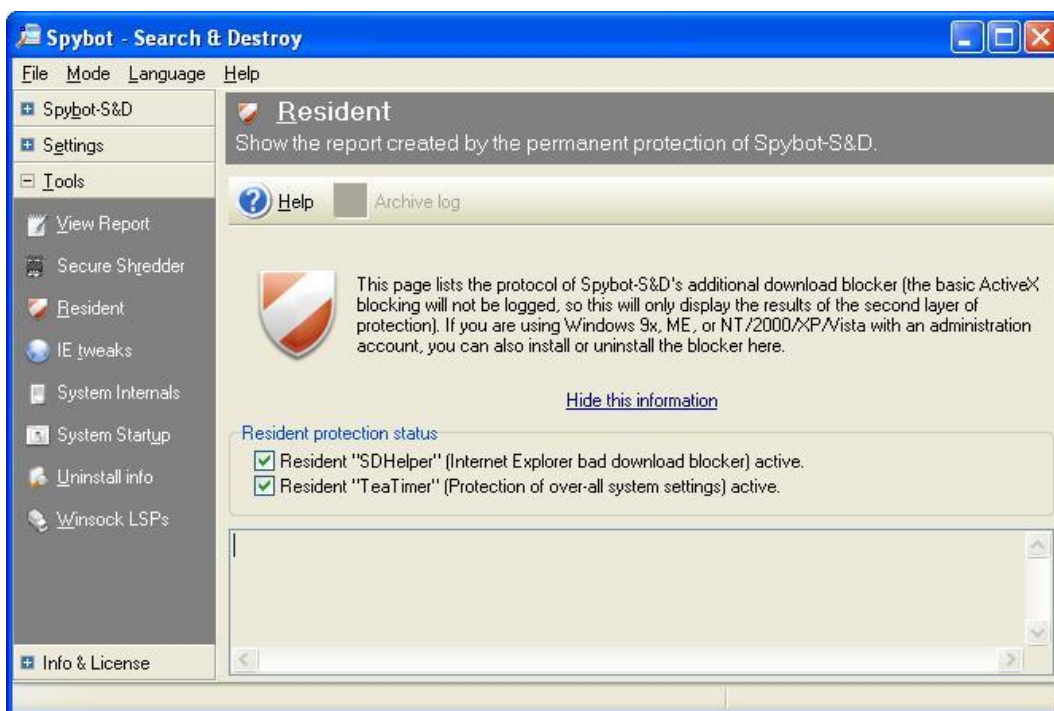 Spybot - Search & Destroy
File Mode Language Help
Spybot-S&D
Settings
Tools
View Report
Secure Shredder
Resident
IE tweaks
System Internals
System Startup
Uninstall info
Winsock LSPs
Info & License
Resident
Show the report created by the permanent protection of Spybot-S&D.
Help Archive log
This page lists the protocol of Spybot-S&D's additional download blocker (the basic ActiveX
blocking will not be logged, so this will only display the results of the second layer of
protection). If you are using Windows 9x, ME, or NT/2000/XP/Vista with an administration
account, you can also install or uninstall the blocker here.
Hide this information
Resident protection status
Resident "SDHelper" (Internet Explorer bad download blocker) active.
Resident "TeaTimer" (Protection of over-all system settings) active.